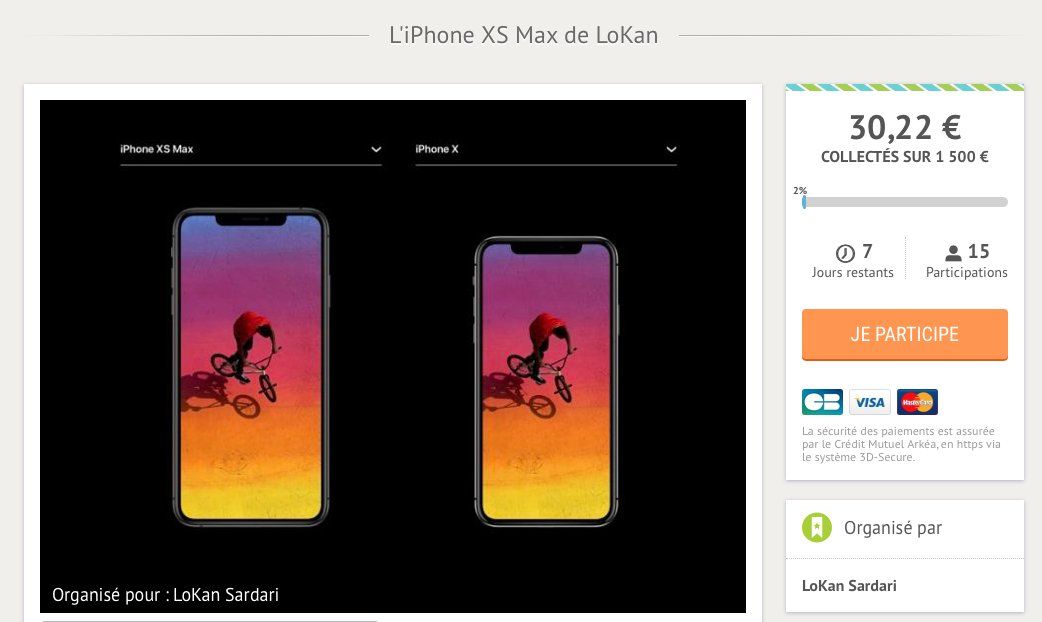 L'iPhone XS Max de LoKan
iPhone XS Max
iPhone X
Organisé pour : LoKan Sardari
30,22 €
COLLECTÉS SUR 1 500 €
2%
7
Jours restants
15
Participations
JE PARTICIPE
CB
VISA
MasterCard
La sécurité des paiements est assurée
par le Crédit Mutuel Arkéa, en https via
le système 3D-Secure.
Organisé par
LoKan Sardari